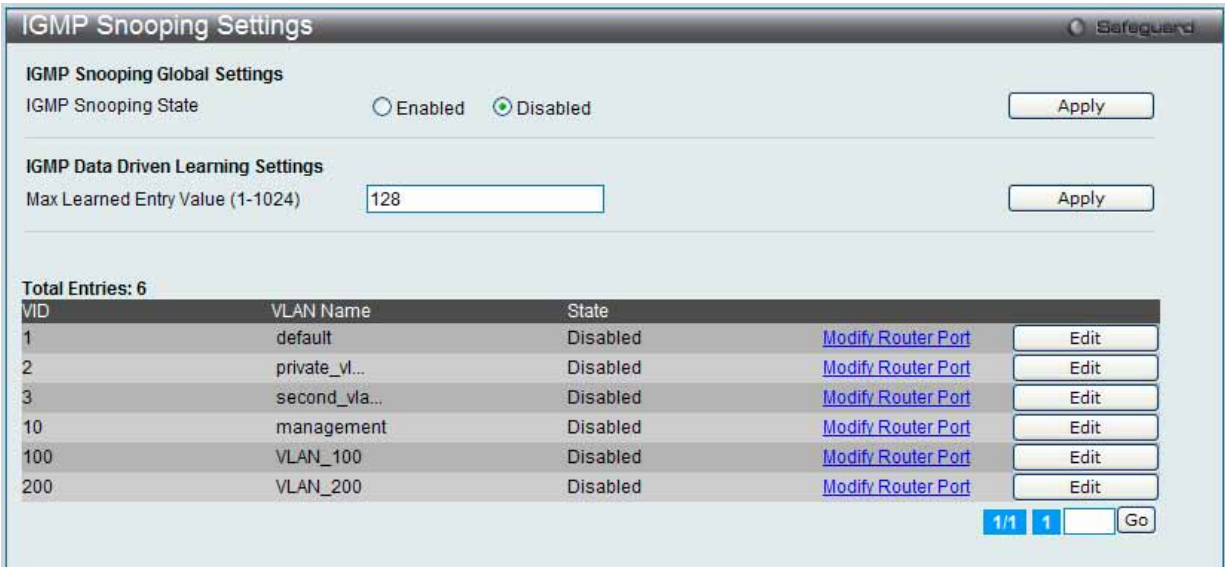 IGMP Snooping Settings Safeguard
IGMP Snooping Global Settings
IGMP Snooping State Enabled Disabled Apply
IGMP Data Driven Learning Settings
Max Learned Entry Value (1-1024) 128 Apply
Total Entries: 6
VID VLAN Name State
1 default Disabled Modify Router Port Edit
2 private_vl... Disabled Modify Router Port Edit
3 second_vla... Disabled Modify Router Port Edit
10 management Disabled Modify Router Port Edit
100 VLAN_100 Disabled Modify Router Port Edit
200 VLAN_200 Disabled Modify Router Port Edit
1/1 1 Go